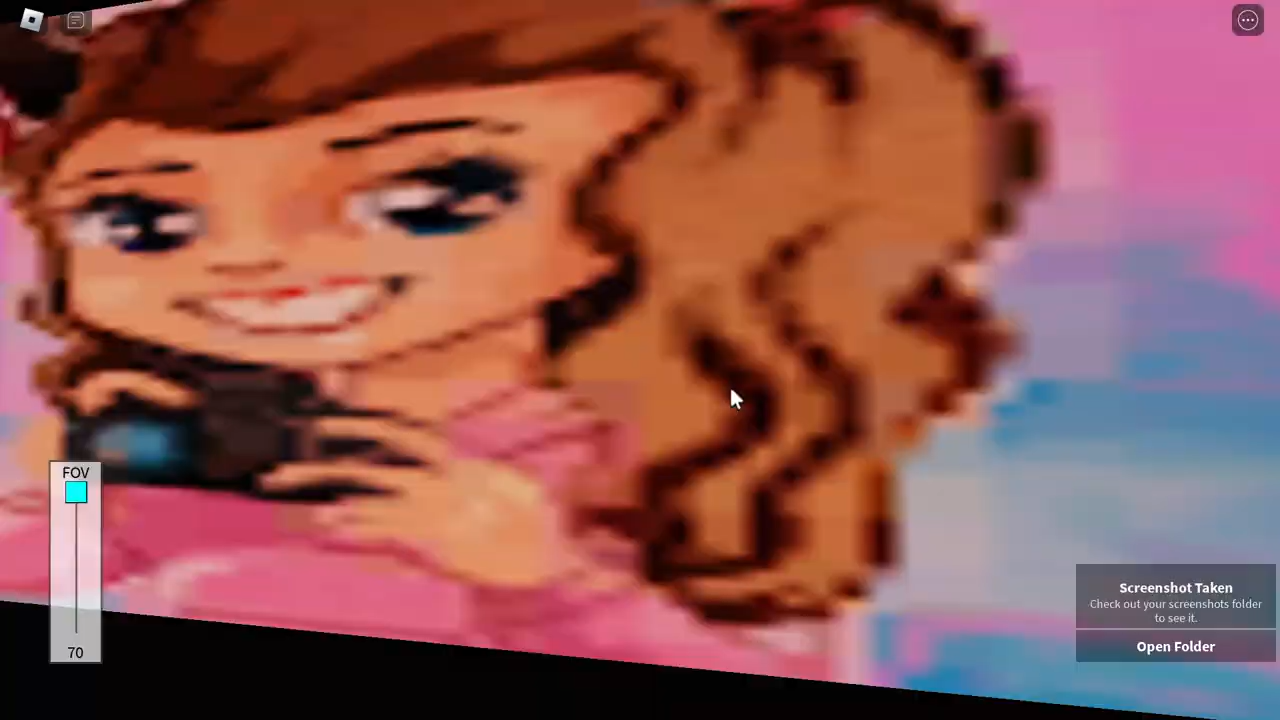 FOV
70
Screenshot Taken
Check out your screenshots folder
to see it.
Open Folder